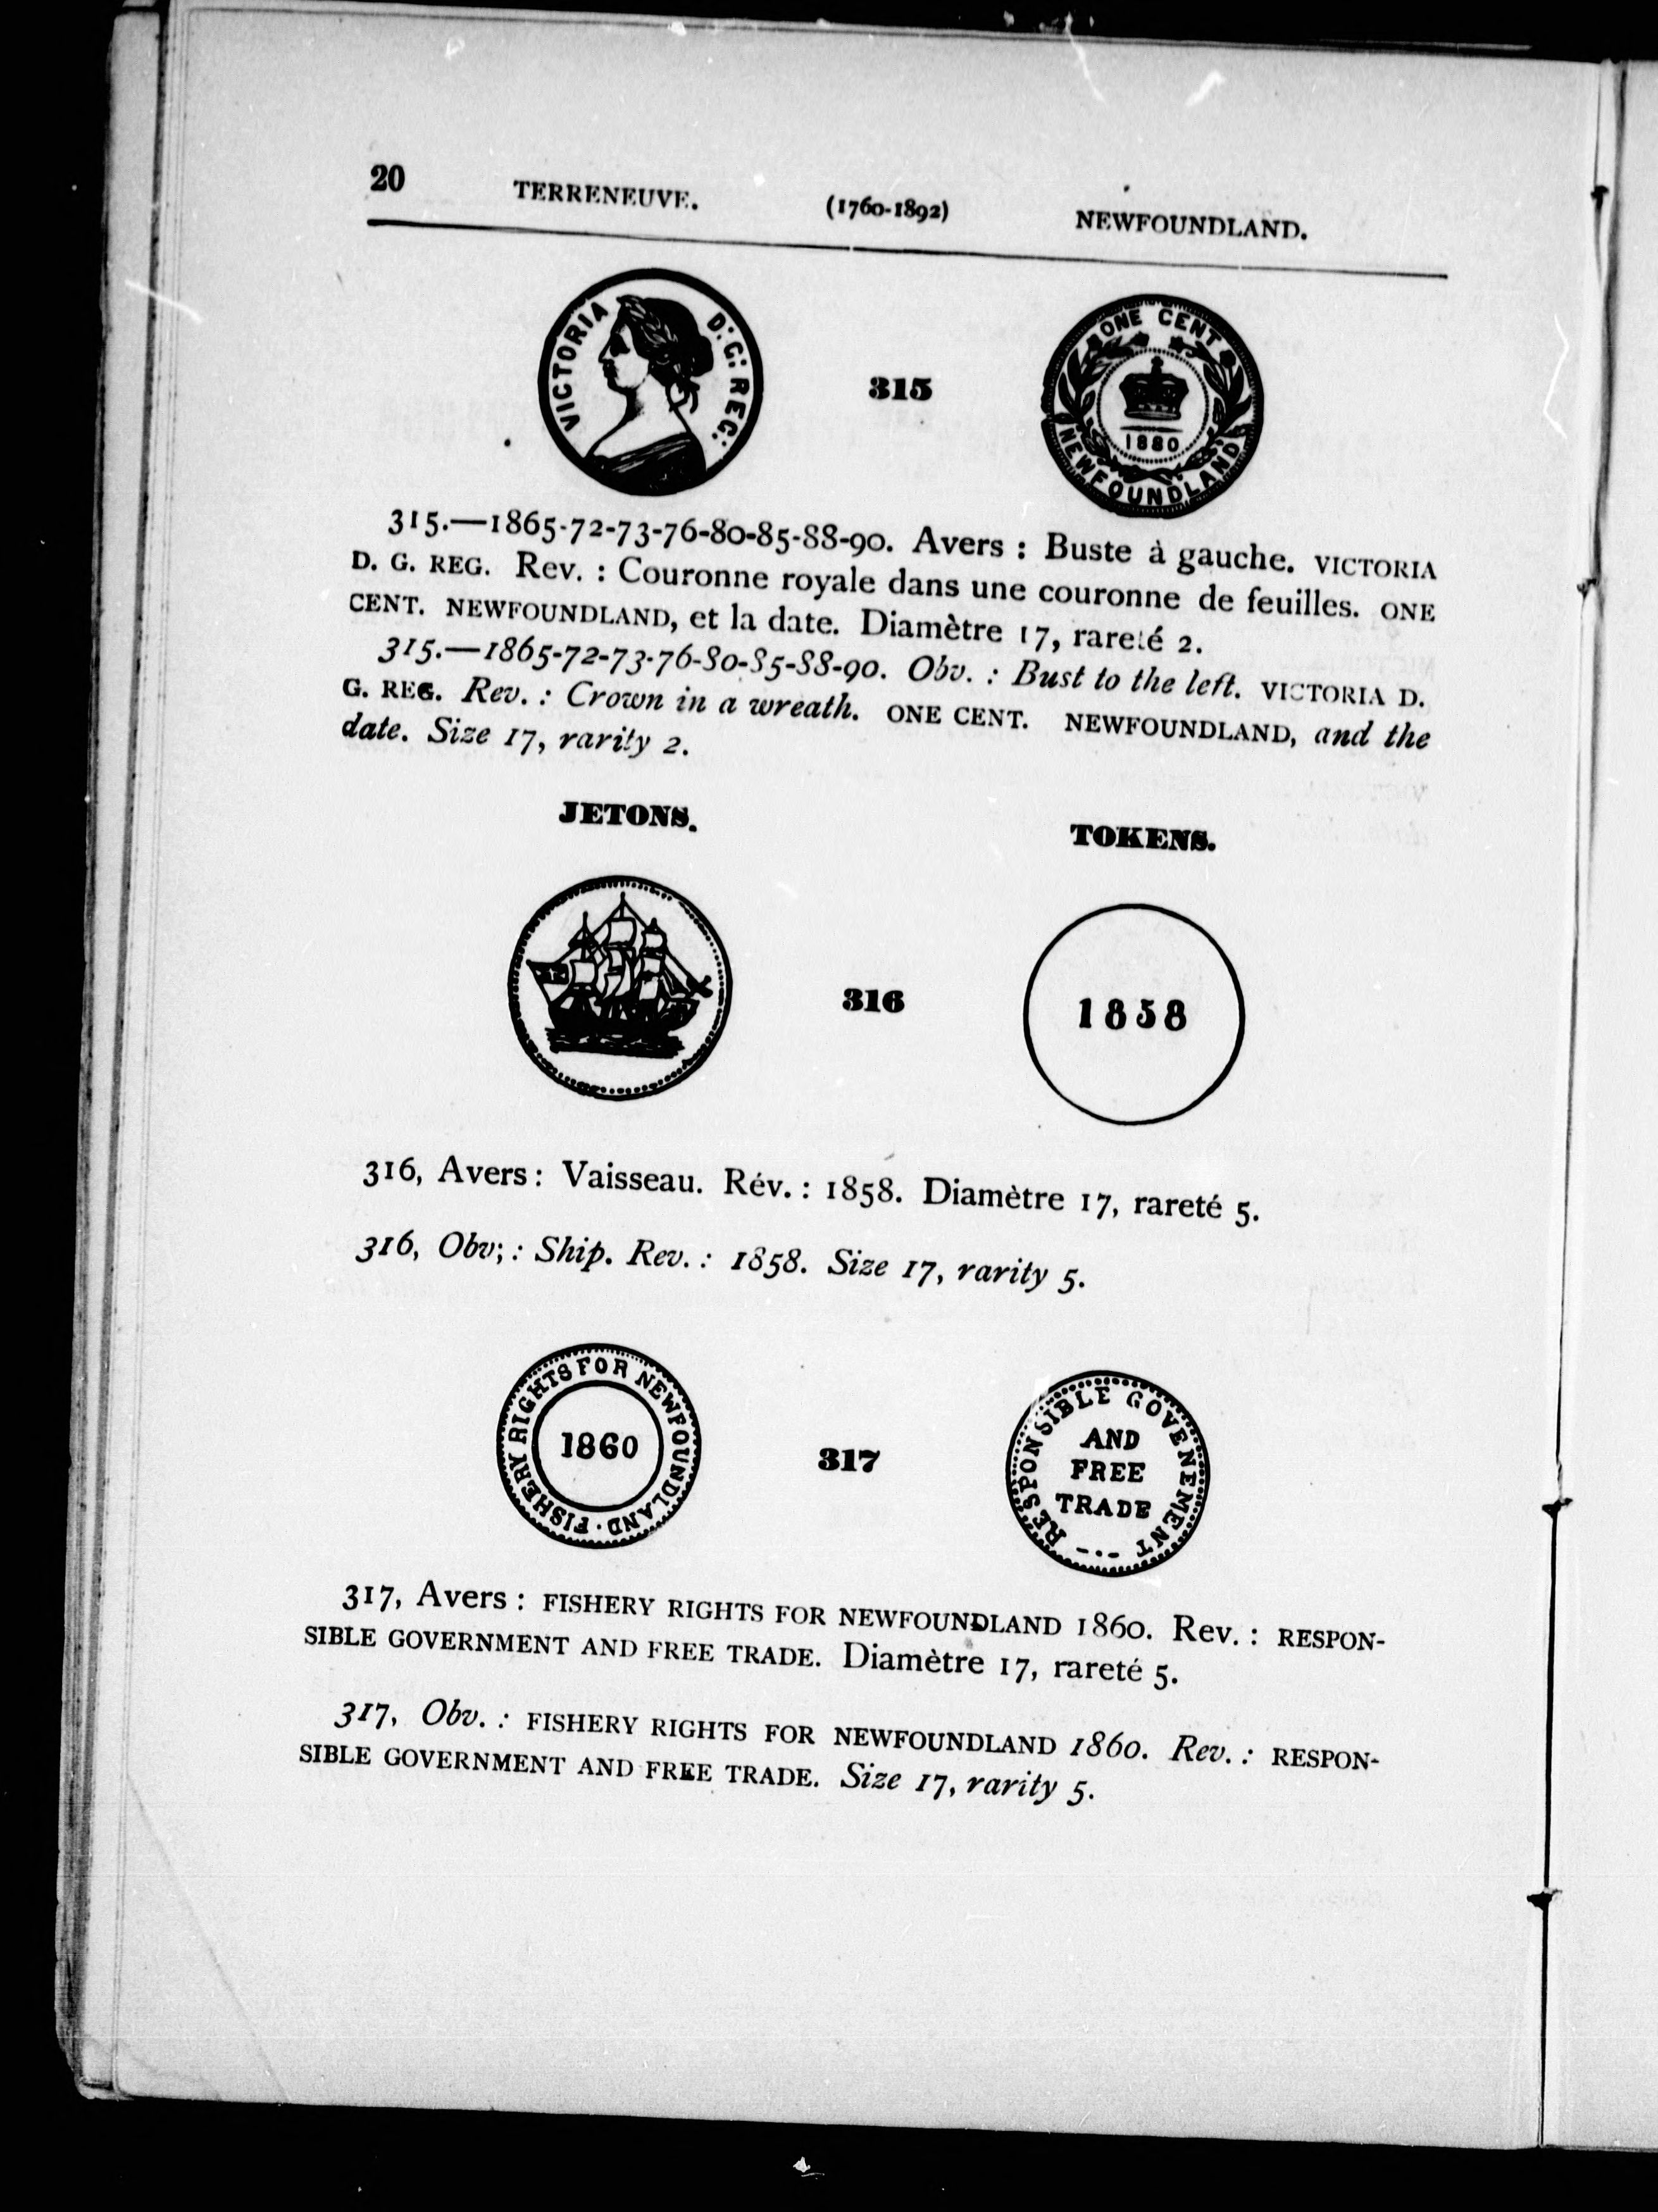 20 TERRENEUVE. (1760-1892) NEWFOUNDLAND.
VICTORIA D: G: REG:
315
ONE CENT
1880
NEWFOUNDLAND
315.—1865-72-73-76-80-85-88-90. Avers : Buste à gauche. VICTORIA
D. G. REG. Rev. : Couronne royale dans une couronne de feuilles. ONE
CENT. NEWFOUNDLAND, et la date. Diamètre 17, rareté 2.
315.—1865-72-73-76-80-85-88-90. Obv. : Bust to the left. VICTORIA D.
G. REG. Rev. : Crown in a wreath. ONE CENT. NEWFOUNDLAND, and the
date. Size 17, rarity 2.
JETONS. TOKENS.
316
1858
316, Avers : Vaisseau. Rév. : 1858. Diamètre 17, rareté 5.
316, Obv; : Ship. Rev. : 1858. Size 17, rarity 5.
FISHERY RIGHTS FOR NEWFOUNDLAND ·
1860
317
RESPONSIBLE GOVENEMENT
AND
FREE
TRADE
317, Avers : FISHERY RIGHTS FOR NEWFOUNDLAND 1860. Rev. : RESPON-
SIBLE GOVERNMENT AND FREE TRADE. Diamètre 17, rareté 5.
317, Obv. : FISHERY RIGHTS FOR NEWFOUNDLAND 1860. Rev. : RESPON-
SIBLE GOVERNMENT AND FREE TRADE. Size 17, rarity 5.